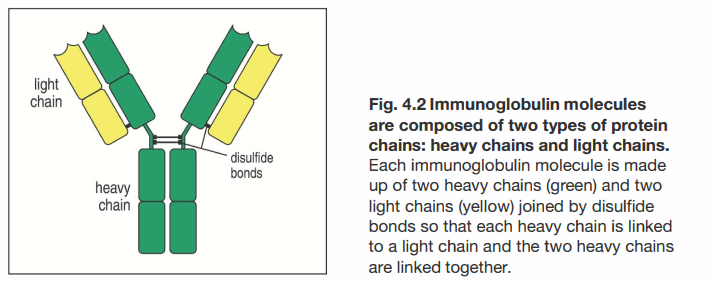 light
chain
disulfide
bonds
heavy
chain
Fig. 4.2 Immunoglobulin molecules
are composed of two types of protein
chains: heavy chains and light chains.
Each immunoglobulin molecule is made
up of two heavy chains (green) and two
light chains (yellow) joined by disulfide
bonds so that each heavy chain is linked
to a light chain and the two heavy chains
are linked together.